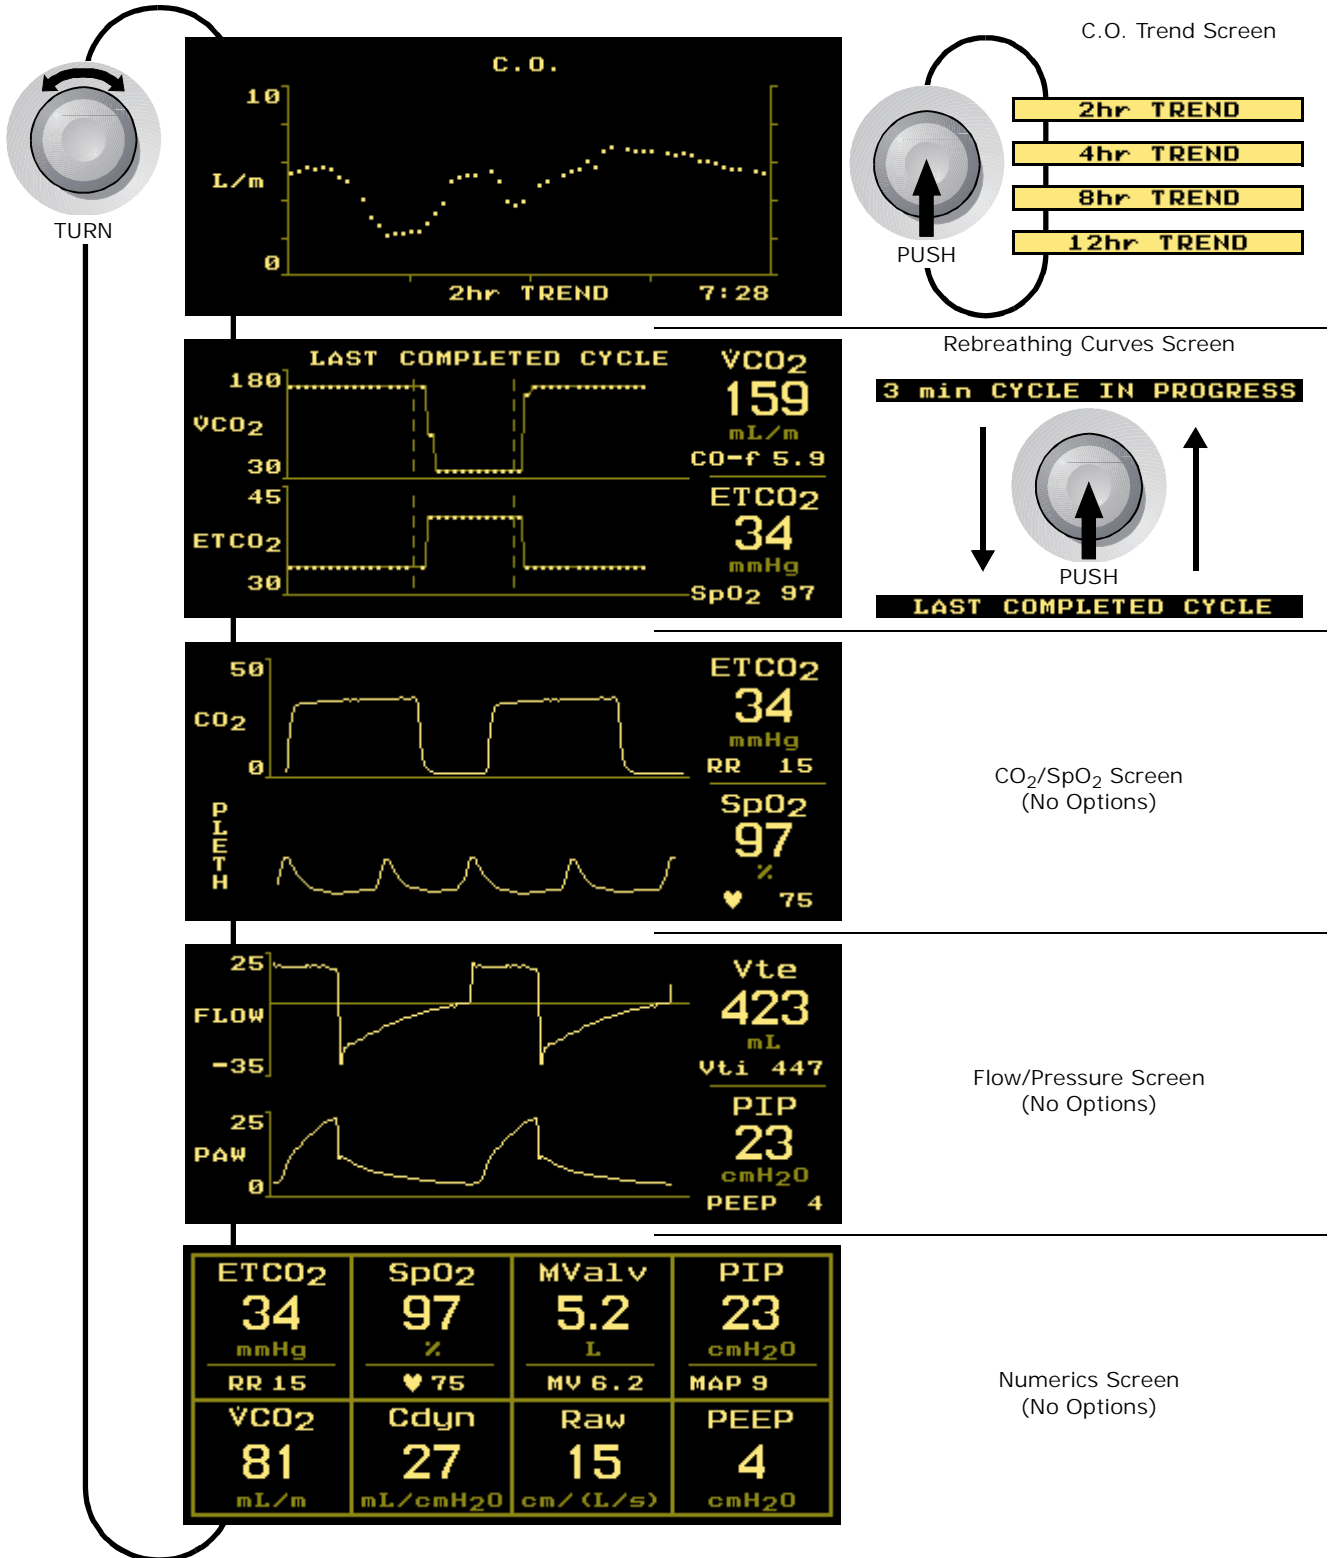 C.O. Trend Screen
TURN
C.O.
10
L/m
0
2hr TREND 7:28
2hr TREND
4hr TREND
8hr TREND
12hr TREND
PUSH
Rebreathing Curves Screen
LAST COMPLETED CYCLE
180
V̇CO2
30
45
ETCO2
30
V̇CO2
159
mL/m
CO-f 5.9
ETCO2
34
mmHg
SpO2 97
3 min CYCLE IN PROGRESS
PUSH
LAST COMPLETED CYCLE
50
CO2
0
PLETH
ETCO2
34
mmHg
RR 15
SpO2
97
%
♥ 75
CO2/SpO2 Screen
(No Options)
25
FLOW
-35
25
PAW
0
Vte
423
mL
Vti 447
PIP
23
cmH2O
PEEP 4
Flow/Pressure Screen
(No Options)
ETCO2 SpO2 MValv PIP
34 97 5.2 23
mmHg % L cmH2O
RR 15 ♥ 75 MV 6.2 MAP 9
V̇CO2 Cdyn Raw PEEP
81 27 15 4
mL/m mL/cmH2O cm/(L/s) cmH2O
Numerics Screen
(No Options)